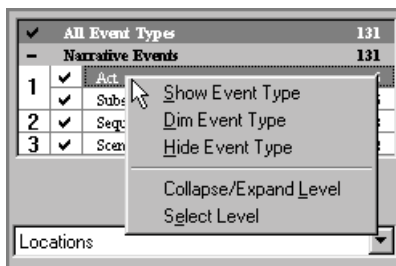 All Event Types 131
Narrative Events 131
1 Act
Subs
2 Sequ
3 Scen
Show Event Type
Dim Event Type
Hide Event Type
Collapse/Expand Level
Select Level
Locations